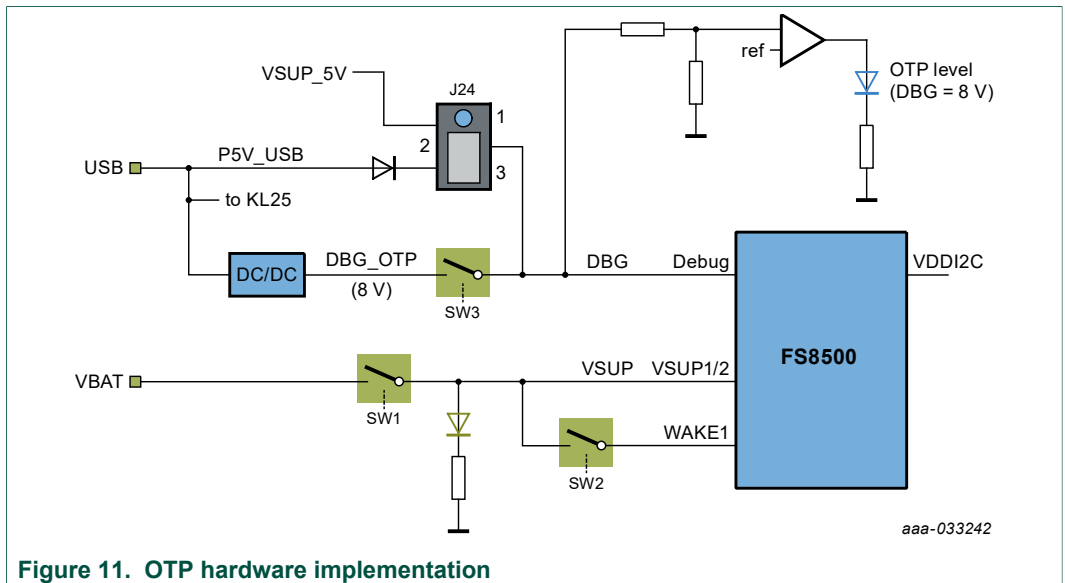 VSUP_5V
J24
1
2
3
ref
OTP level
(DBG = 8 V)
USB
P5V_USB
to KL25
DC/DC
DBG_OTP
(8 V)
SW3
DBG
Debug
VDDI2C
FS8500
VBAT
SW1
VSUP
VSUP1/2
SW2
WAKE1
aaa-033242
Figure 11. OTP hardware implementation